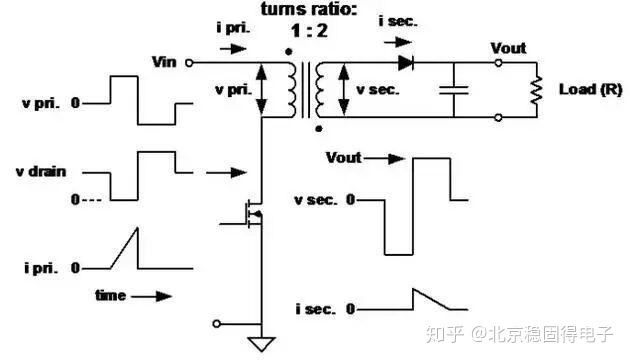 turns ratio:
1 : 2
i pri.
i sec.
Vin
Vout
v pri. 0
v pri.
v sec.
Load (R)
v drain
0
Vout
v sec. 0
i pri. 0
time
i sec. 0
知乎 @北京稳固得电子